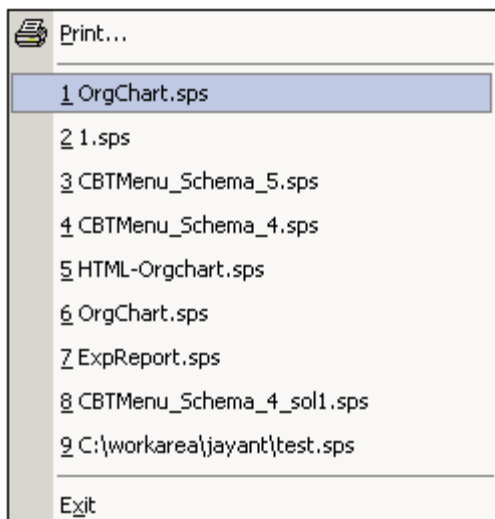 Print...
1 OrgChart.sps
2 1.sps
3 CBTMenu_Schema_5.sps
4 CBTMenu_Schema_4.sps
5 HTML-Orgchart.sps
6 OrgChart.sps
7 ExpReport.sps
8 CBTMenu_Schema_4_sol1.sps
9 C:\workarea\jayant\test.sps
Exit